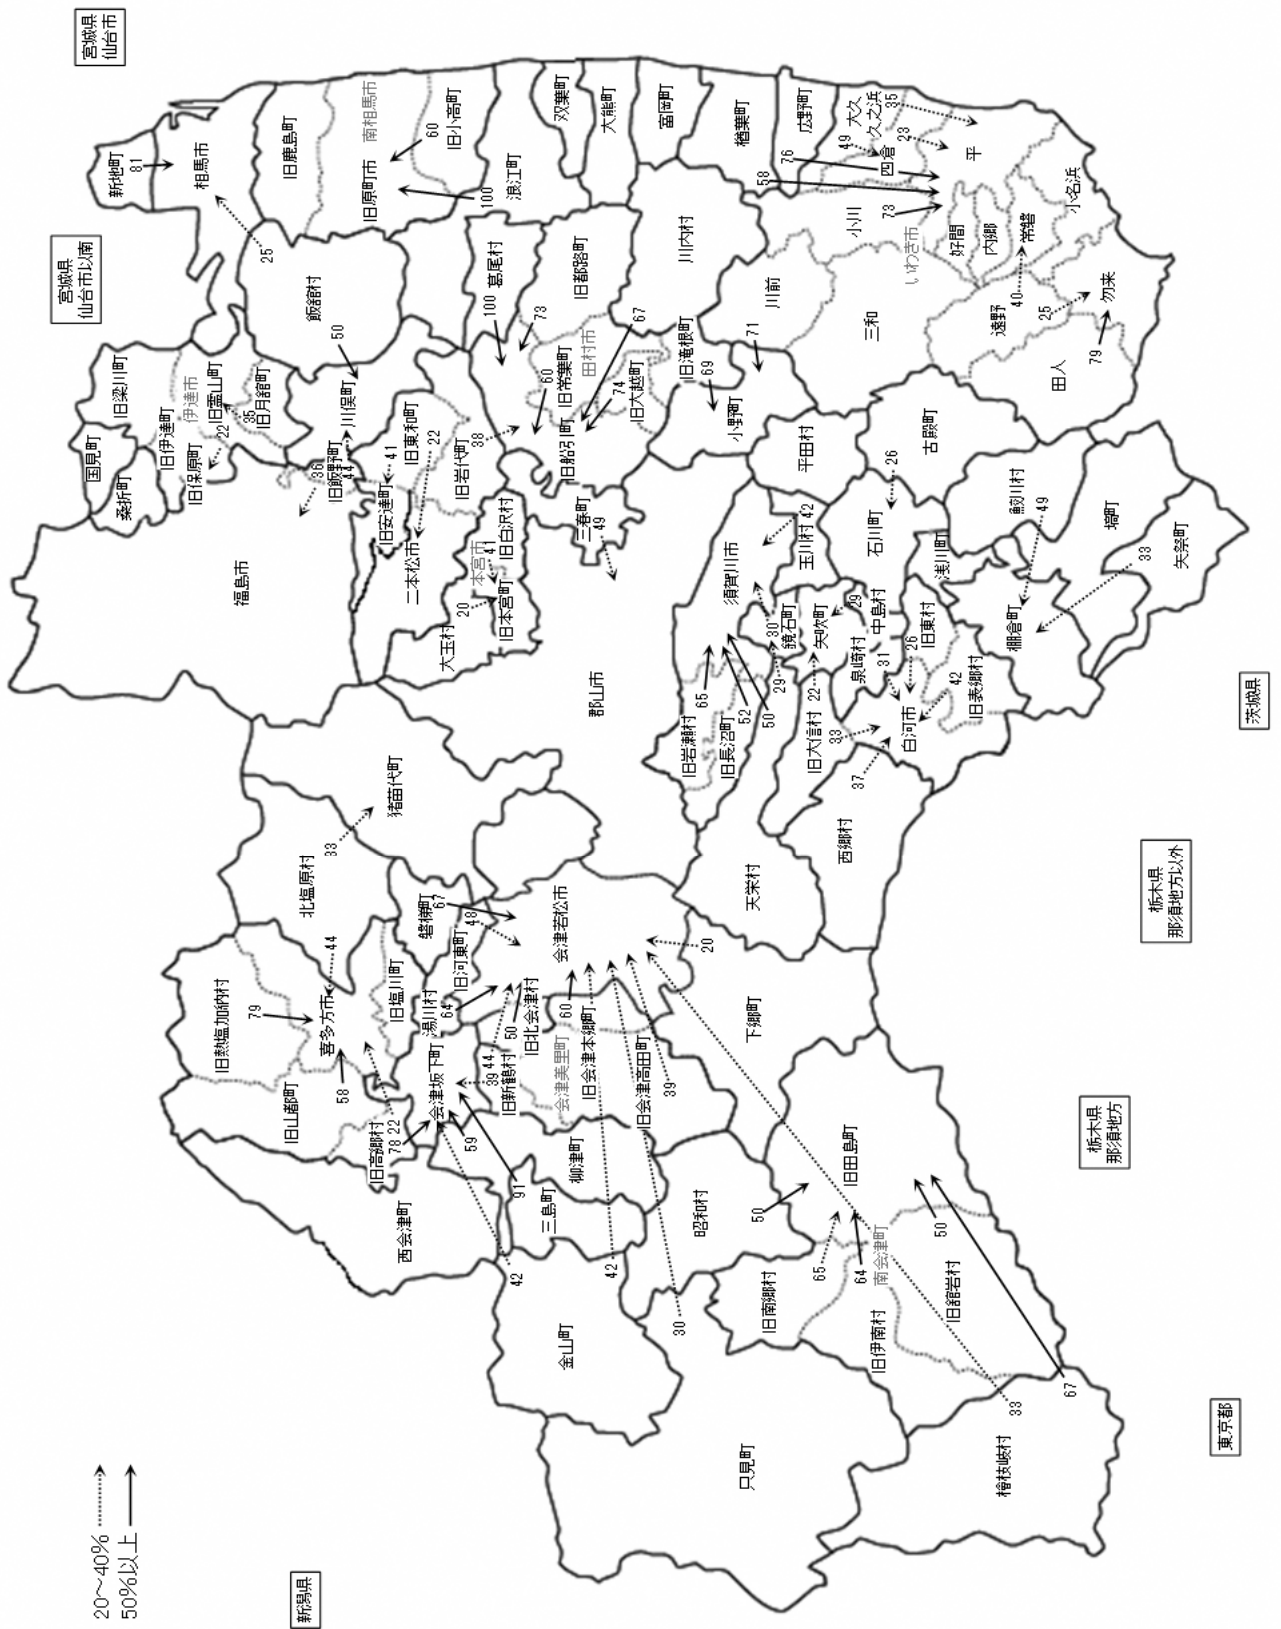 20～40%
50%以上
新潟県
宮城県
仙台市
宮城県
仙台市以南
茨城県
栃木県
那須地方以外
栃木県
那須地方
東京都
新地町
81
相馬市
25
旧鹿島町
南相馬市
旧原町市
60
旧小高町
100
浪江町
双葉町
大熊町
富岡町
楢葉町
広野町
飯舘村
50
葛尾村
100
73
旧都路町
川内村
67
田村市
旧常葉町
60
74
旧大越町
旧滝根町
旧船引町
38
69
小野町
71
川前
三和
小川
いわき市
大久
久之浜
35
49
四倉
23
76
58
73
平
好間
内郷
常磐
小名浜
遠野
40
25
勿来
79
田人
国見町
桑折町
旧梁川町
伊達市
旧伊達町
旧保原町
22
旧霊山町
35
旧月舘町
川俣町
旧飯野町
44
36
福島市
旧安達町
41
旧東和町
22
旧岩代町
二本松市
本宮市
旧白沢村
41
旧本宮町
20
大玉村
三春町
49
郡山市
須賀川市
旧岩瀬村
65
旧長沼町
52
50
30
鏡石町
29
玉川村
42
矢吹町
22
29
中島村
泉崎村
31
石川町
26
平田村
古殿町
浅川町
鮫川村
49
塙町
矢祭町
33
棚倉町
旧東村
26
旧表郷村
42
白河市
33
37
旧大信村
西郷村
天栄村
猪苗代町
33
北塩原村
磐梯町
67
48
旧河東町
会津若松市
20
旧熱塩加納村
79
喜多方市
44
旧塩川町
旧山都町
58
旧高郷村
22
78
湯川村
64
会津坂下町
59
91
旧北会津村
50
44
39
旧新鶴村
会津美里町
60
旧会津本郷町
旧会津高田町
39
西会津町
42
柳津町
三島町
42
金山町
30
昭和村
50
下郷町
旧田島町
南会津町
65
64
50
旧南郷村
旧伊南村
旧舘岩村
33
67
只見町
檜枝岐村